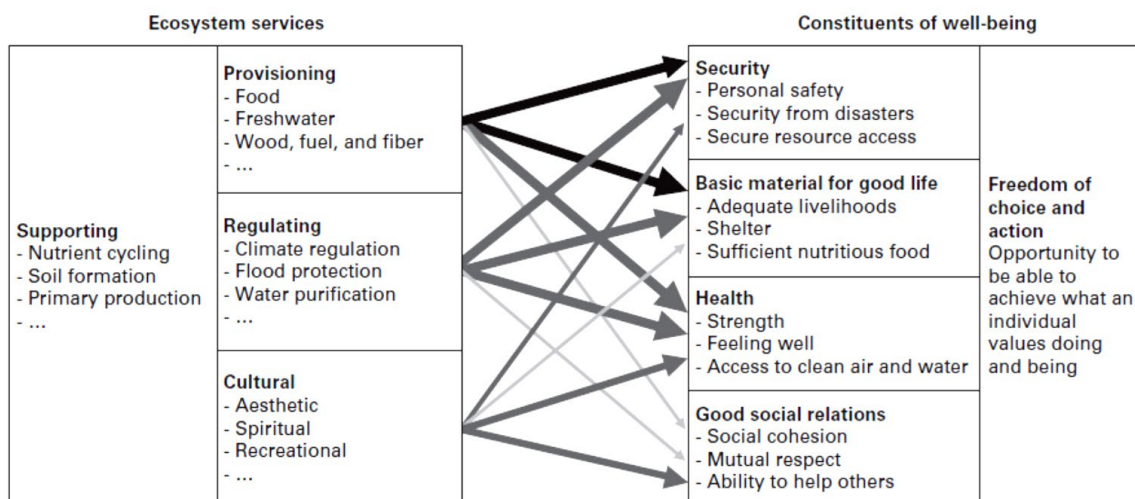 Ecosystem services
Constituents of well-being
Supporting
- Nutrient cycling
- Soil formation
- Primary production
- ...
Provisioning
- Food
- Freshwater
- Wood, fuel, and fiber
- ...
Regulating
- Climate regulation
- Flood protection
- Water purification
- ...
Cultural
- Aesthetic
- Spiritual
- Recreational
- ...
Security
- Personal safety
- Security from disasters
- Secure resource access
Basic material for good life
- Adequate livelihoods
- Shelter
- Sufficient nutritious food
Health
- Strength
- Feeling well
- Access to clean air and water
Good social relations
- Social cohesion
- Mutual respect
- Ability to help others
Freedom of
choice and
action
Opportunity to
be able to
achieve what an
individual
values doing
and being